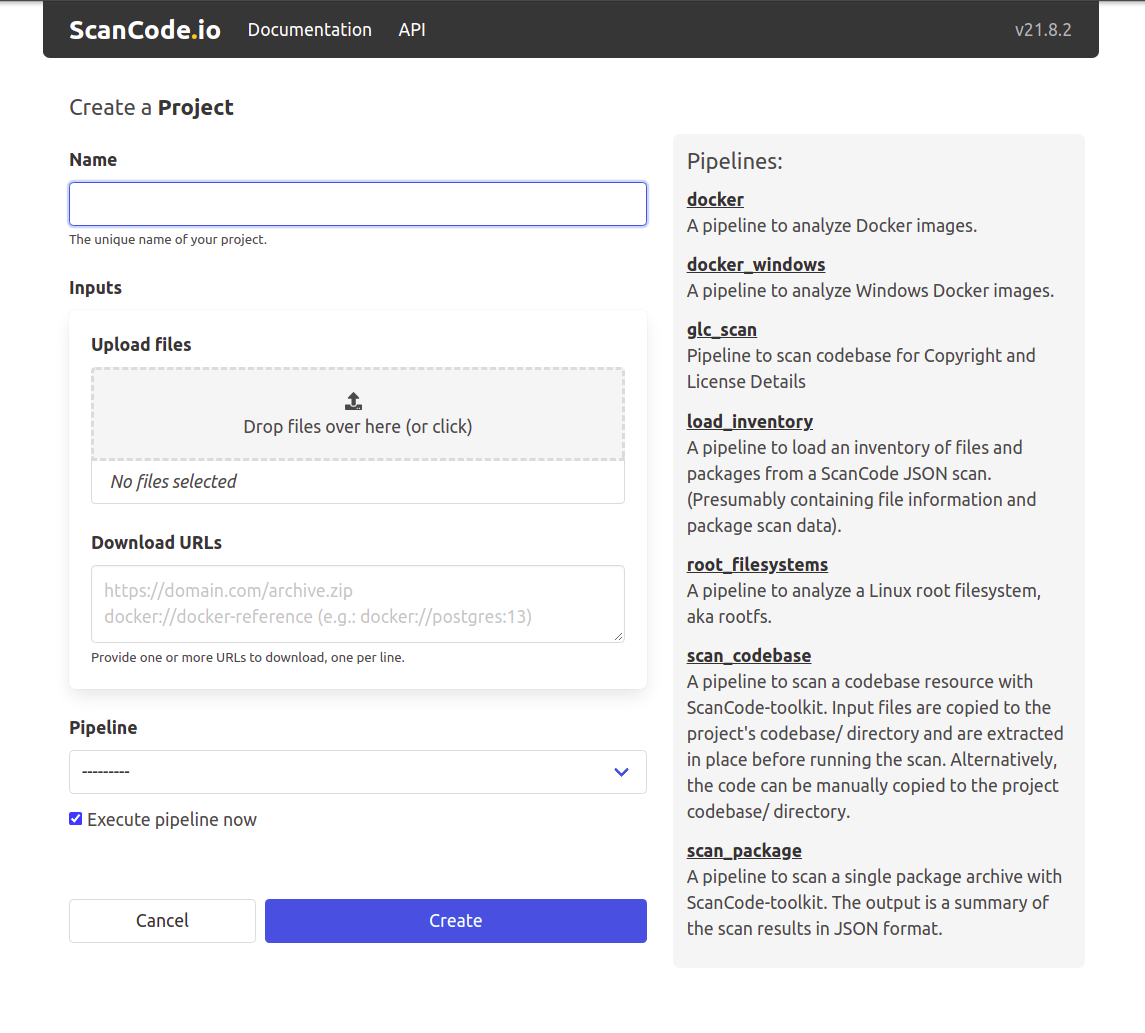 ScanCode.io Documentation API v21.8.2
Create a Project
Name
The unique name of your project.
Inputs
Upload files
Drop files over here (or click)
No files selected
Download URLs
https://domain.com/archive.zip
docker://docker-reference (e.g.: docker://postgres:13)
Provide one or more URLs to download, one per line.
Pipeline
---------
Execute pipeline now
Cancel
Create
Pipelines:
docker
A pipeline to analyze Docker images.
docker_windows
A pipeline to analyze Windows Docker images.
glc_scan
Pipeline to scan codebase for Copyright and
License Details
load_inventory
A pipeline to load an inventory of files and
packages from a ScanCode JSON scan.
(Presumably containing file information and
package scan data).
root_filesystems
A pipeline to analyze a Linux root filesystem,
aka rootfs.
scan_codebase
A pipeline to scan a codebase resource with
ScanCode-toolkit. Input files are copied to the
project's codebase/ directory and are extracted
in place before running the scan. Alternatively,
the code can be manually copied to the project
codebase/ directory.
scan_package
A pipeline to scan a single package archive with
ScanCode-toolkit. The output is a summary of
the scan results in JSON format.